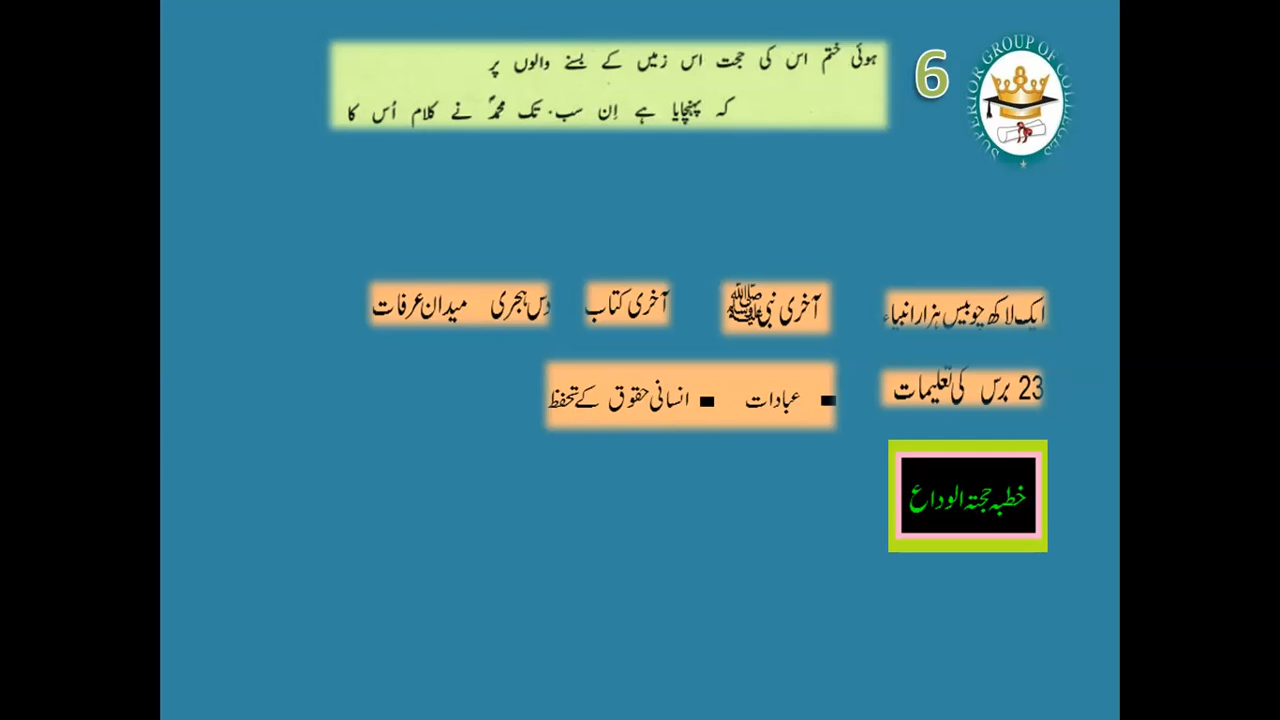 6
SUPERIOR GROUP OF COLLEGES
ہوئی ختم اس کی حجت اس زمیں کے بسنے والوں پر
کہ پہنچایا ہے اِن سب تک محمدؐ نے کلام اُس کا
ایک لاکھ چوبیس ہزار انبیاء
آخری نبی ﷺ
آخری کتاب
دس ہجری میدان عرفات
23 برس کی تعلیمات
▪ عبادات ▪ انسانی حقوق کے تحفظ
خطبہ حجتہ الوداع